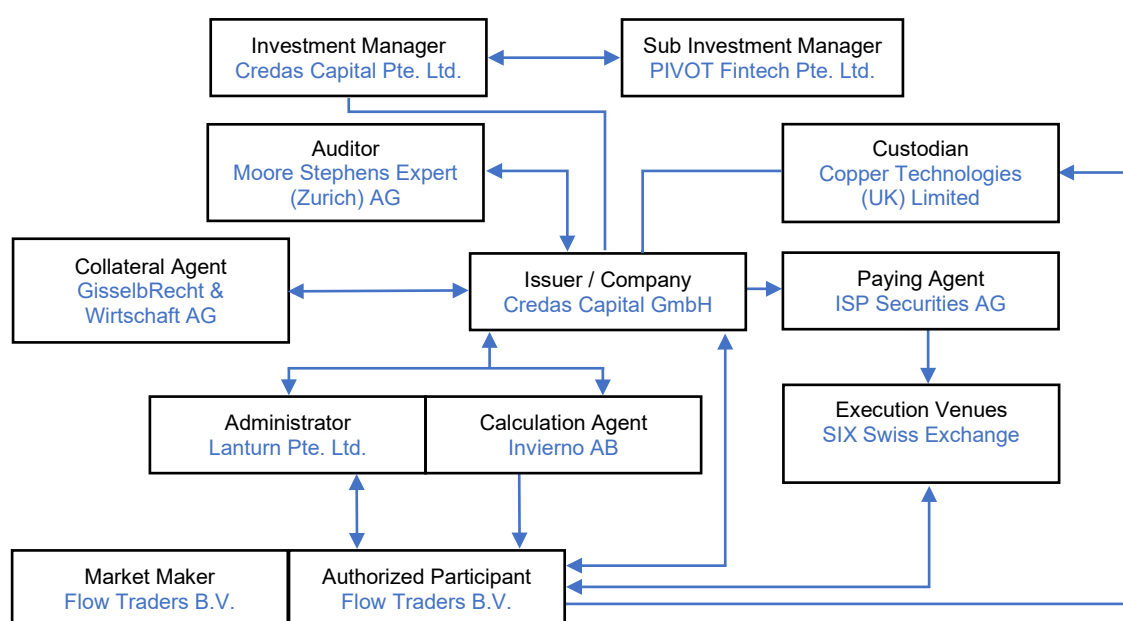 Investment Manager
Credas Capital Pte. Ltd.
Sub Investment Manager
PIVOT Fintech Pte. Ltd.
Auditor
Moore Stephens Expert
(Zurich) AG
Custodian
Copper Technologies
(UK) Limited
Collateral Agent
GisselbRecht &
Wirtschaft AG
Issuer / Company
Credas Capital GmbH
Paying Agent
ISP Securities AG
Administrator
Lanturn Pte. Ltd.
Calculation Agent
Invierno AB
Execution Venues
SIX Swiss Exchange
Market Maker
Flow Traders B.V.
Authorized Participant
Flow Traders B.V.